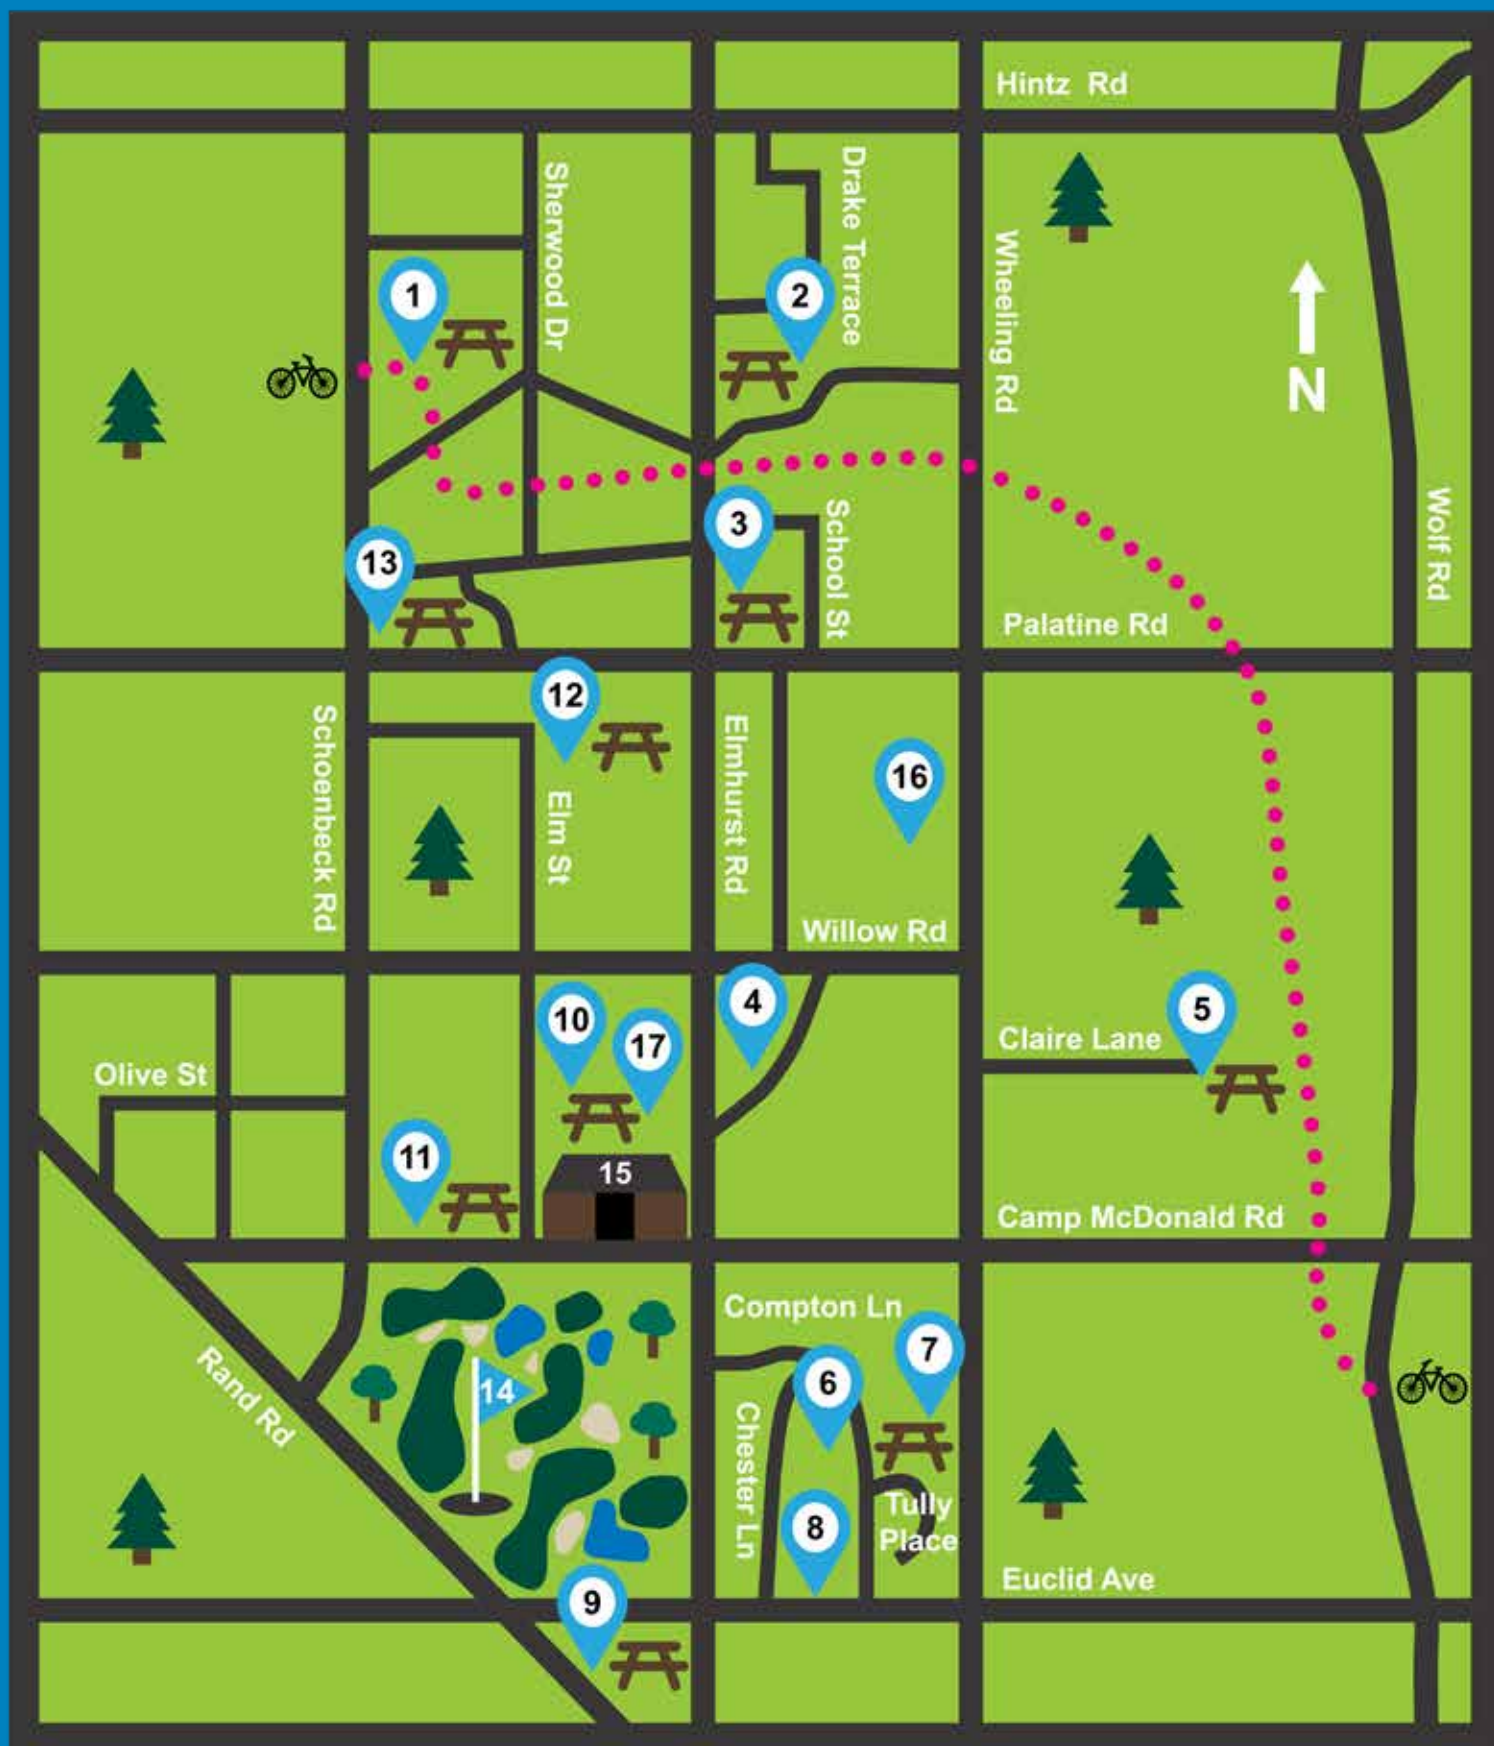 Hintz Rd
Sherwood Dr
Drake Terrace
Wheeling Rd
1
2
N
3
School St
Wolf Rd
13
Palatine Rd
12
Schoenbeck Rd
Elm St
Elmhurst Rd
16
Willow Rd
10
17
4
5
Claire Lane
Olive St
11
15
Camp McDonald Rd
Compton Ln
7
6
14
Rand Rd
Chester Ln
8
Tully
Place
Euclid Ave
9